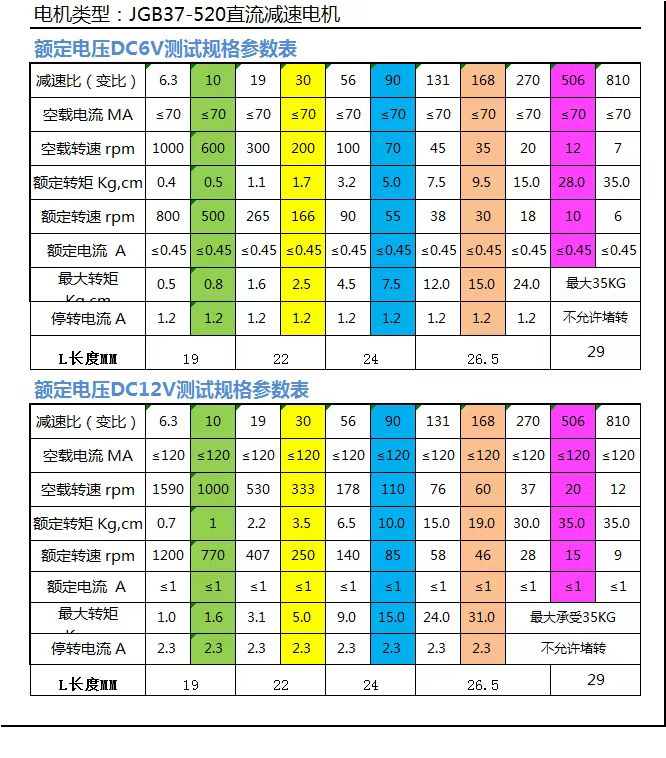 电机类型：JGB37-520直流减速电机
额定电压DC6V测试规格参数表
减速比（变比） 6.3 10 19 30 56 90 131 168 270 506 810
空载电流 MA ≤70 ≤70 ≤70 ≤70 ≤70 ≤70 ≤70 ≤70 ≤70 ≤70 ≤70
空载转速 rpm 1000 600 300 200 100 70 45 35 20 12 7
额定转矩 Kg,cm 0.4 0.5 1.1 1.7 3.2 5.0 7.5 9.5 15.0 28.0 35.0
额定转速 rpm 800 500 265 166 90 55 38 30 18 10 6
额定电流 A ≤0.45 ≤0.45 ≤0.45 ≤0.45 ≤0.45 ≤0.45 ≤0.45 ≤0.45 ≤0.45 ≤0.45 ≤0.45
最大转矩 0.5 0.8 1.6 2.5 4.5 7.5 12.0 15.0 24.0 最大35KG
停转电流 A 1.2 1.2 1.2 1.2 1.2 1.2 1.2 1.2 1.2 不允许堵转
L长度MM 19 22 24 26.5 29
额定电压DC12V测试规格参数表
减速比（变比） 6.3 10 19 30 56 90 131 168 270 506 810
空载电流 MA ≤120 ≤120 ≤120 ≤120 ≤120 ≤120 ≤120 ≤120 ≤120 ≤120 ≤120
空载转速 rpm 1590 1000 530 333 178 110 76 60 37 20 12
额定转矩 Kg,cm 0.7 1 2.2 3.5 6.5 10.0 15.0 19.0 30.0 35.0 35.0
额定转速 rpm 1200 770 407 250 140 85 58 46 28 15 9
额定电流 A ≤1 ≤1 ≤1 ≤1 ≤1 ≤1 ≤1 ≤1 ≤1 ≤1 ≤1
最大转矩 1.0 1.6 3.1 5.0 9.0 15.0 24.0 31.0 最大承受35KG
停转电流 A 2.3 2.3 2.3 2.3 2.3 2.3 2.3 2.3 不允许堵转
L长度MM 19 22 24 26.5 29